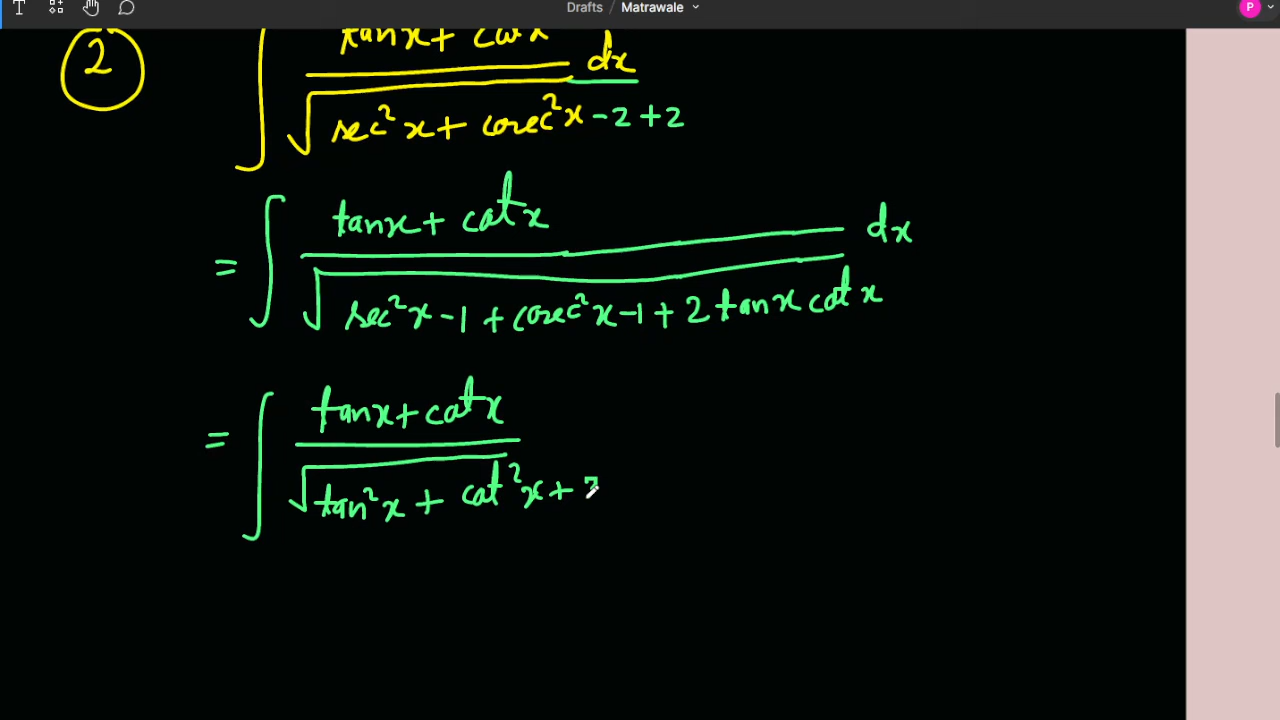 Drafts / Matrawale
P
2 ∫ tanx + cotx / √(sec²x + cosec²x - 2 + 2) dx
= ∫ tanx + cotx / √(sec²x - 1 + cosec²x - 1 + 2 tanx cotx) dx
= ∫ tanx + cotx / √(tan²x + cot²x +